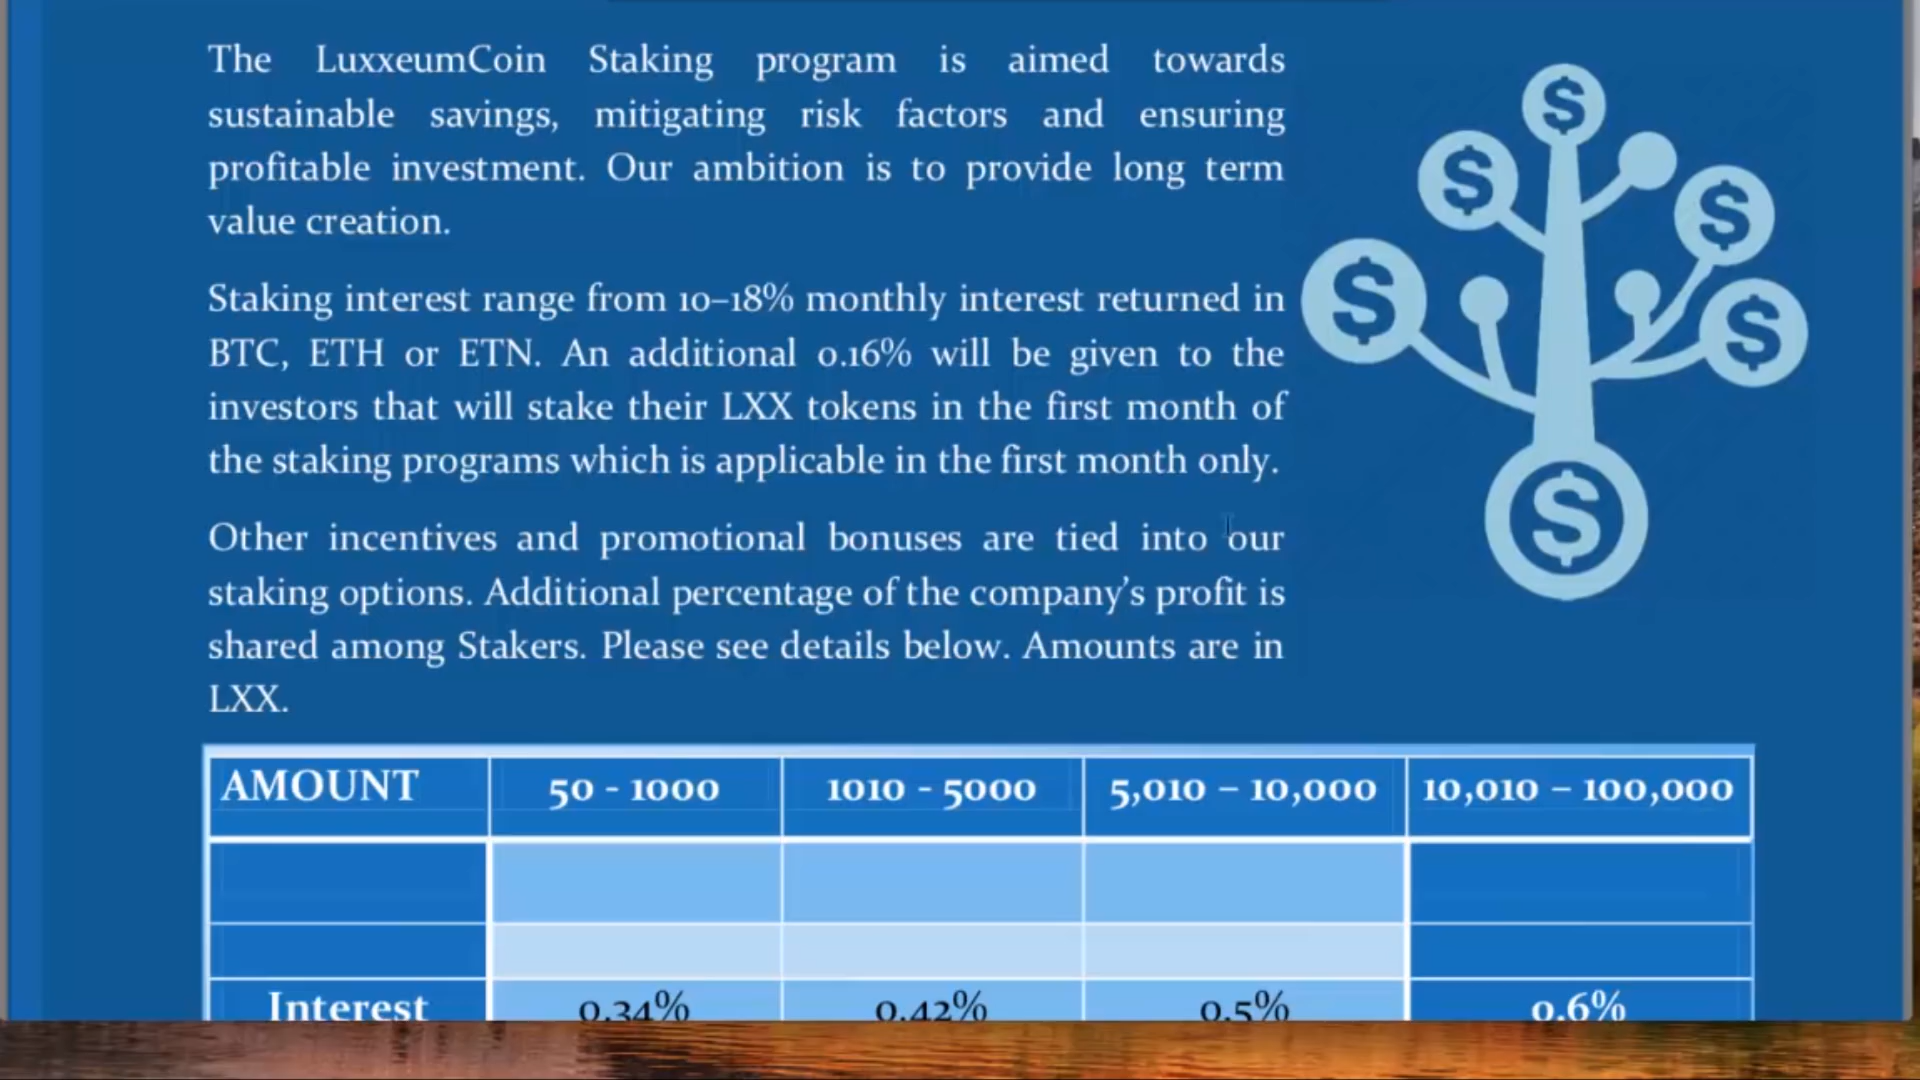 The LuxxeumCoin Staking program is aimed towards
sustainable savings, mitigating risk factors and ensuring
profitable investment. Our ambition is to provide long term
value creation.
Staking interest range from 10–18% monthly interest returned in
BTC, ETH or ETN. An additional 0.16% will be given to the
investors that will stake their LXX tokens in the first month of
the staking programs which is applicable in the first month only.
Other incentives and promotional bonuses are tied into our
staking options. Additional percentage of the company's profit is
shared among Stakers. Please see details below. Amounts are in
LXX.
AMOUNT 50 - 1000 1010 - 5000 5,010 – 10,000 10,010 – 100,000
Interest 0.34% 0.42% 0.5% 0.6%
$
$
$
$
$
$